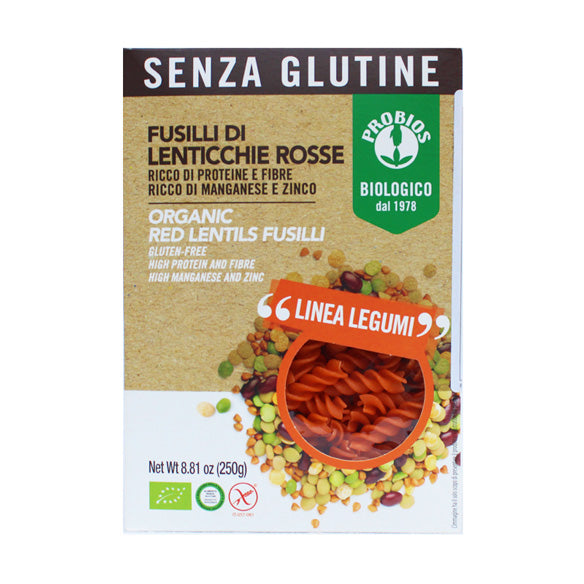 SENZA GLUTINE
FUSILLI DI
LENTICCHIE ROSSE
RICCO DI PROTEINE E FIBRE
RICCO DI MANGANESE E ZINCO
ORGANIC
RED LENTILS FUSILLI
GLUTEN-FREE
HIGH PROTEIN AND FIBRE
HIGH MANGANESE AND ZINC
PROBIOS
BIOLOGICO
dal 1978
“LINEA LEGUMI”
Net Wt 8.81 oz (250g)